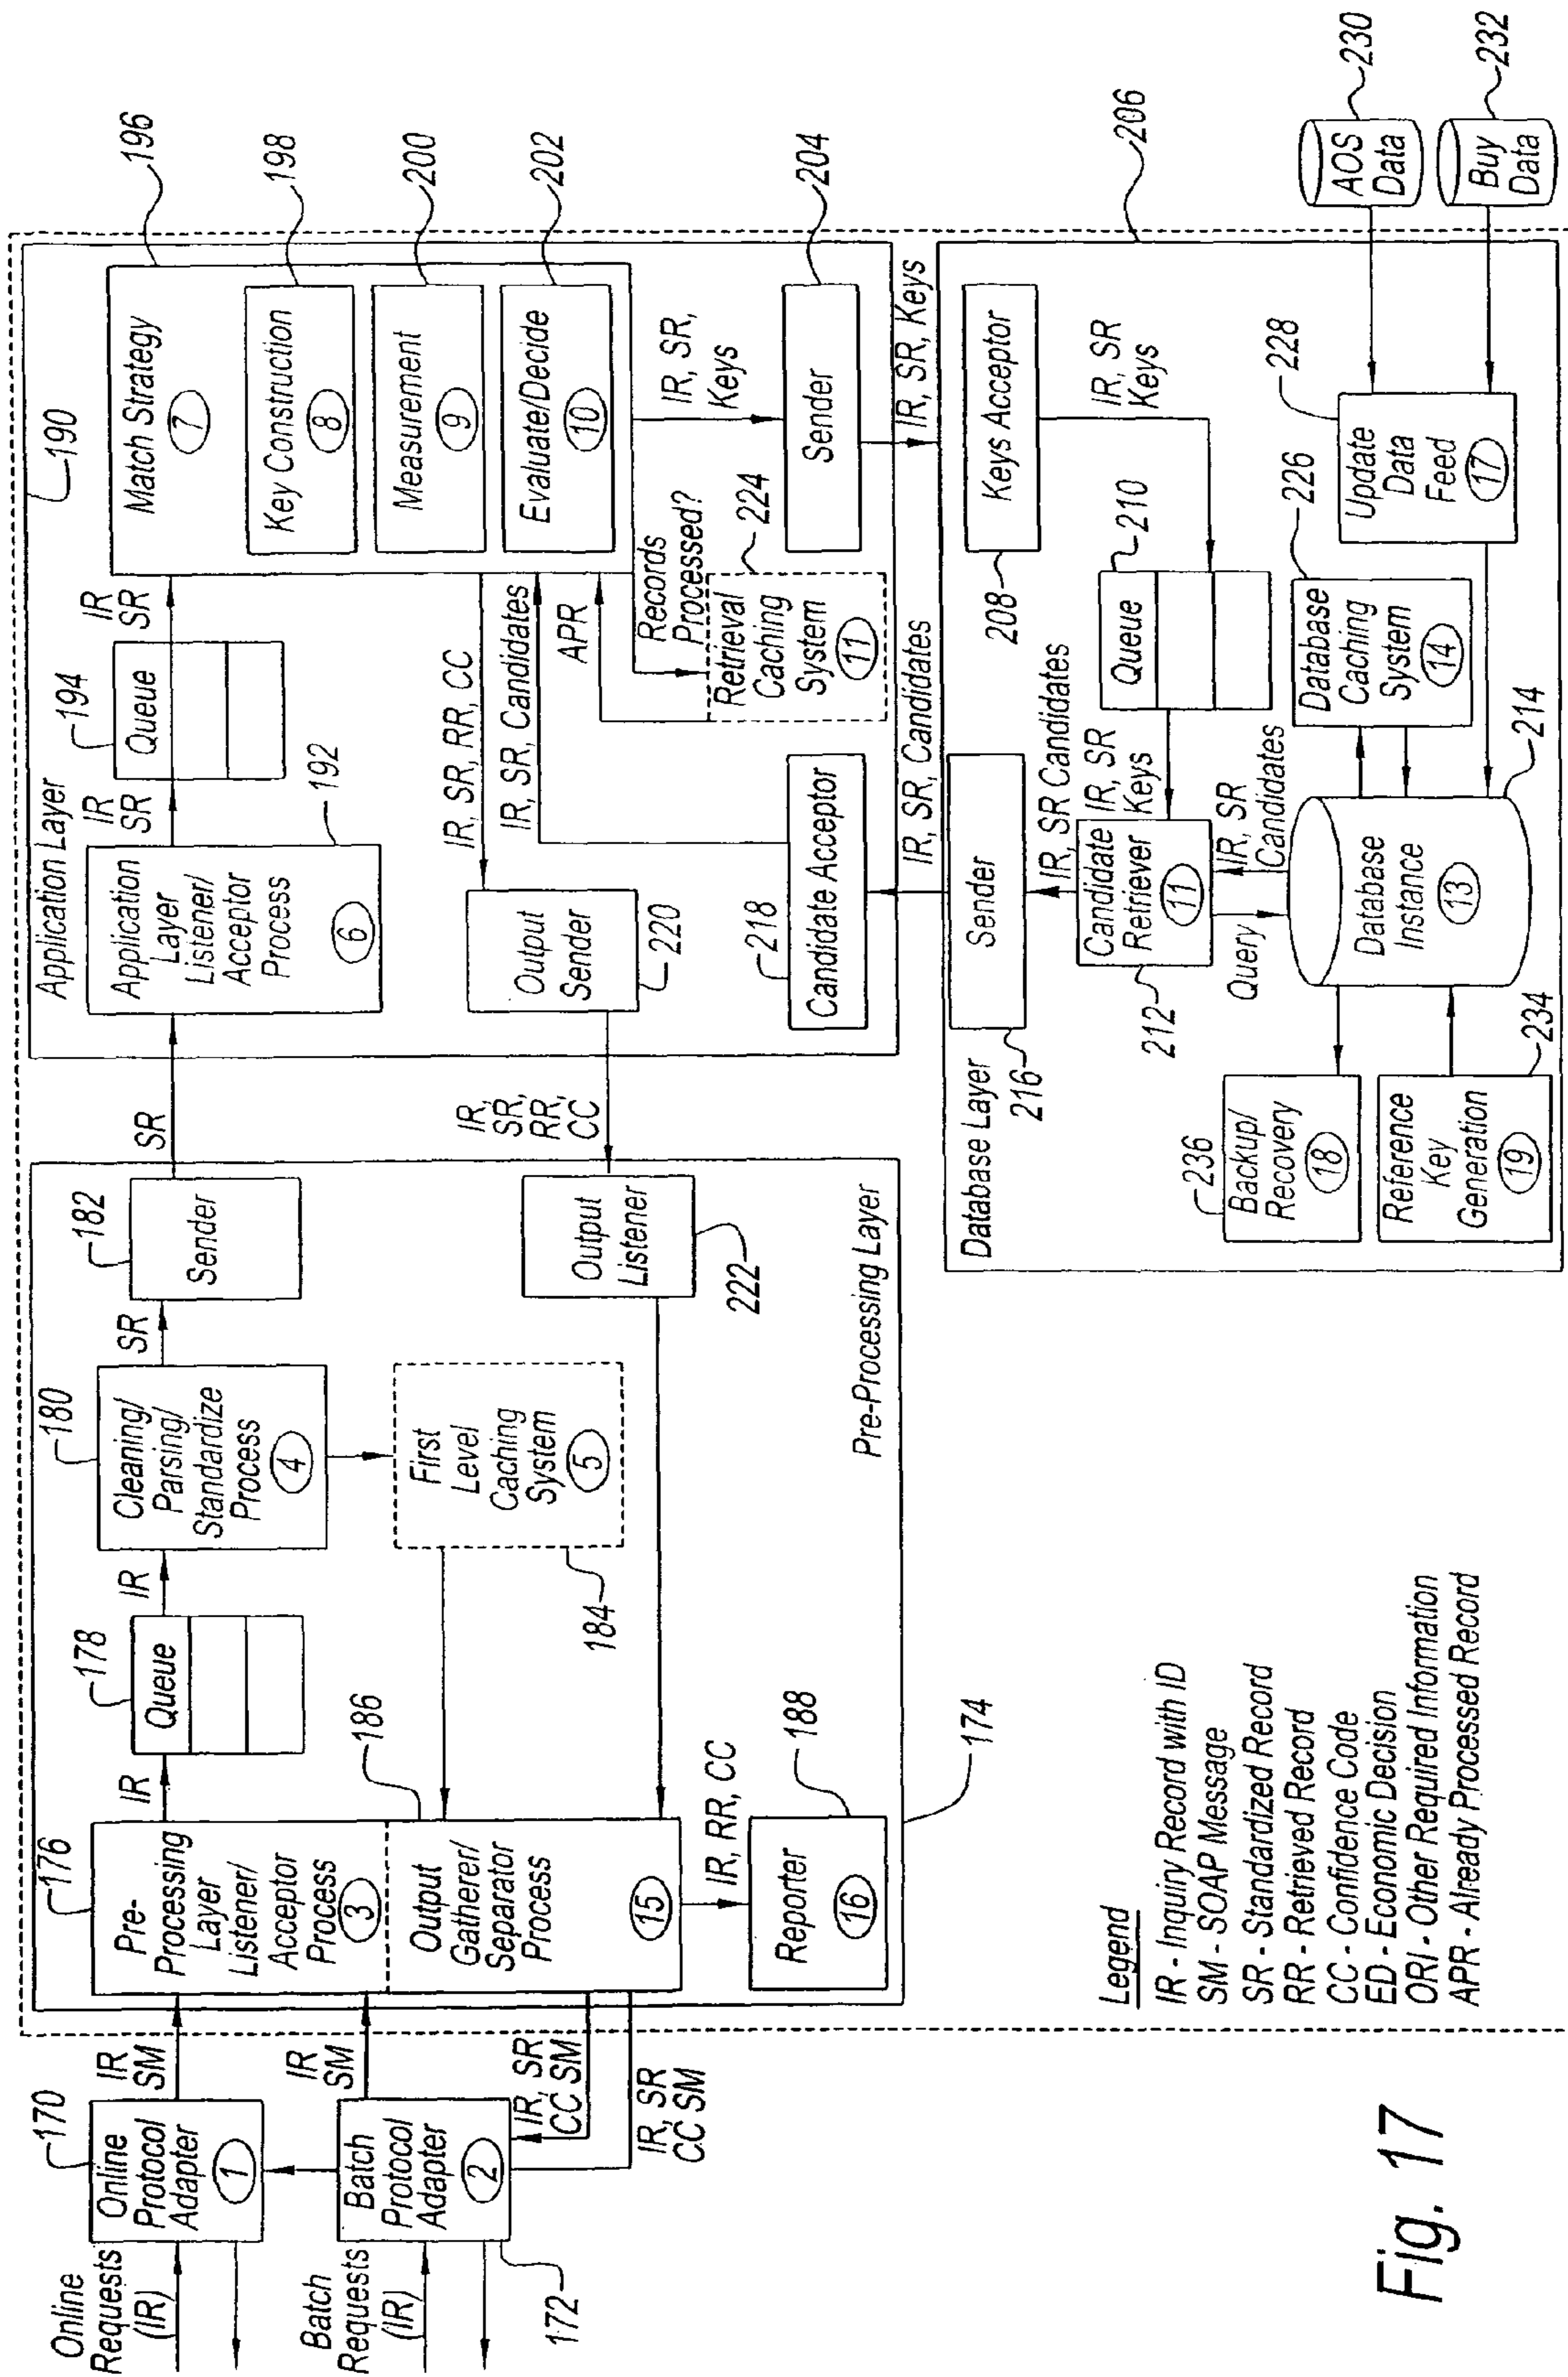 Online
Requests
(IR)
170
Online
Protocol
Adapter
1
IR
SM
Batch
Requests
(IR)
172
Batch
Protocol
Adapter
2
IR
SM
IR, SR
CC SM
IR, SR
CC SM
176
Pre-
Processing
Layer
Listener/
Acceptor
Process
3
186
Output
Gatherer/
Separator
Process
15
IR, RR, CC
Reporter
16
188
174
IR
178
Queue
IR
180
Cleaning/
Parsing/
Standardize
Process
4
SR
182
Sender
First
Level
Caching
System
5
184
Output
Listener
222
Pre-Processing Layer
SR
IR,
SR,
RR,
CC
190
Application Layer
Application
Layer
Listener/
Acceptor
Process
6
192
IR
SR
194
Queue
IR
SR
196
Match Strategy
7
198
Key Construction
8
200
Measurement
9
202
Evaluate/Decide
10
IR, SR, RR, CC
IR, SR, Candidates
APR
Records
Processed?
224
Retrieval
Caching
System
11
IR, SR,
Keys
204
Sender
Output
Sender
220
218
Candidate Acceptor
IR, SR, Candidates
IR, SR, Keys
206
Database Layer
216
Sender
Keys Acceptor
208
IR, SR
Keys
210
Queue
IR, SR Candidates
IR, SR
Keys
Candidate
Retriever
11
212
Query
IR, SR
Candidates
Database
Instance
13
214
226
Database
Caching
System
14
228
Update
Data
Feed
17
AOS
Data
230
Buy
Data
232
236
Backup/
Recovery
18
Reference
Key
Generation
19
234
Legend
IR - Inquiry Record with ID
SM - SOAP Message
SR - Standardized Record
RR - Retrieved Record
CC - Confidence Code
ED - Economic Decision
ORI - Other Required Information
APR - Already Processed Record
Fig. 17